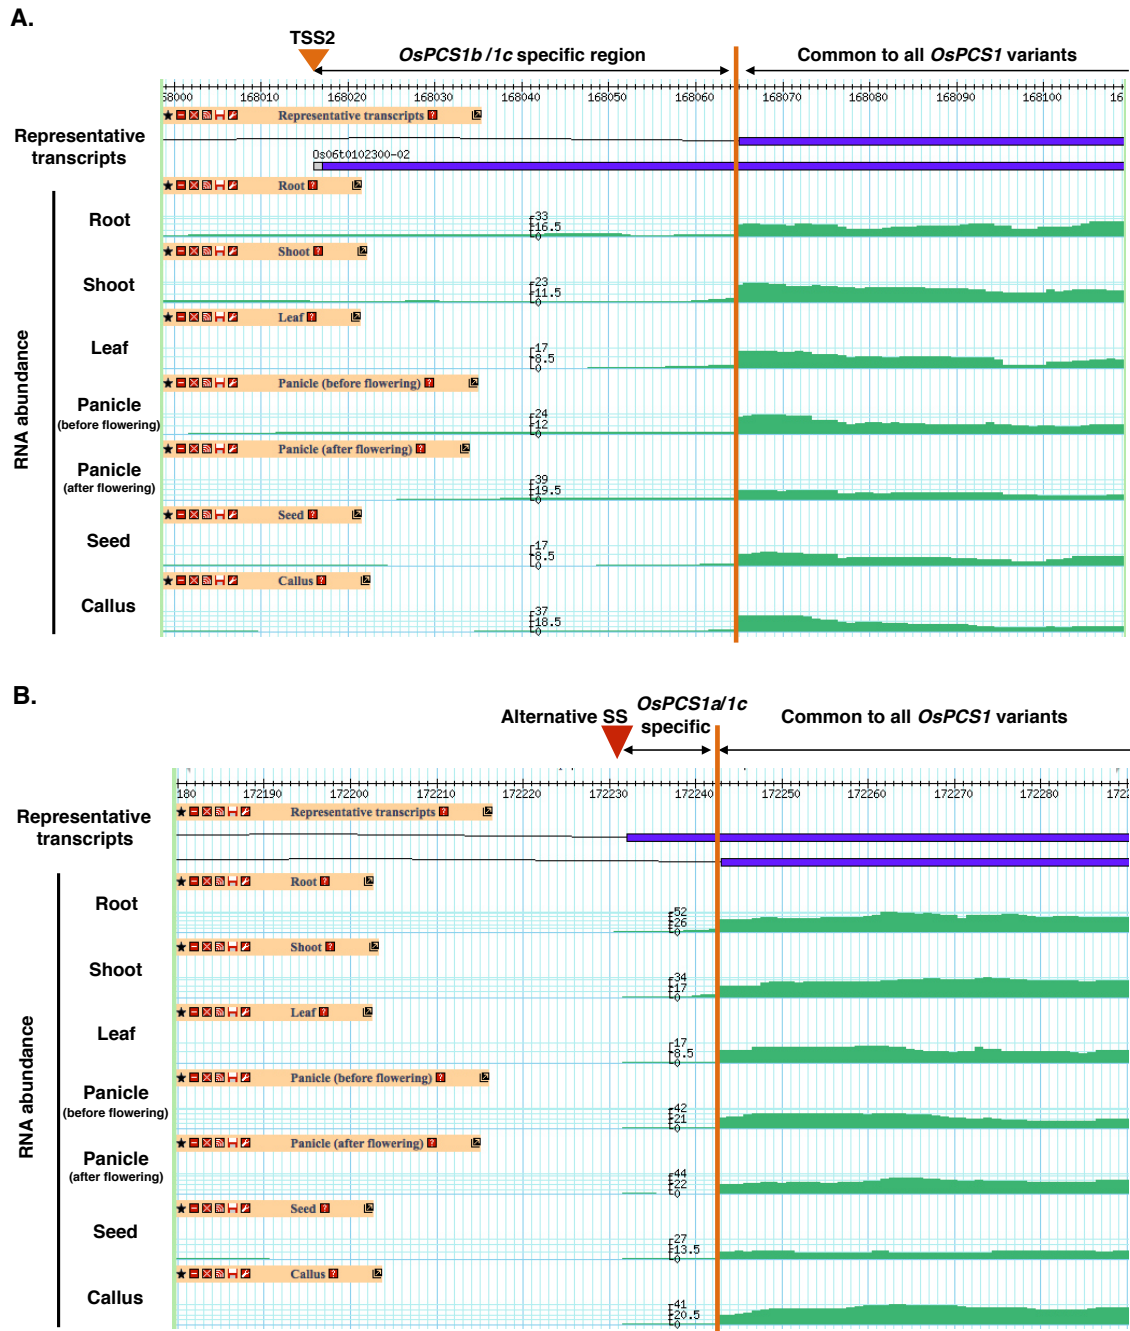 A.
TSS2
OsPCS1b /1c specific region
Common to all OsPCS1 variants
58000 168010 168020 168030 168040 168050 168060 168070 168080 168090 168100 16
Representative transcripts
Representative
transcripts
Os06t0102300-02
RNA abundance
Root
Root
33
16.5
0
Shoot
Shoot
23
11.5
0
Leaf
Leaf
17
8.5
0
Panicle (before flowering)
Panicle
(before flowering)
24
12
0
Panicle (after flowering)
Panicle
(after flowering)
39
19.5
0
Seed
Seed
17
8.5
0
Callus
Callus
37
18.5
0
B.
Alternative SS
OsPCS1a/1c
specific
Common to all OsPCS1 variants
180 172190 172200 172210 172220 172230 172240 172250 172260 172270 172280 1722
Representative transcripts
Representative
transcripts
RNA abundance
Root
Root
52
26
0
Shoot
Shoot
34
17
0
Leaf
Leaf
17
8.5
0
Panicle (before flowering)
Panicle
(before flowering)
42
21
0
Panicle (after flowering)
Panicle
(after flowering)
44
22
0
Seed
Seed
27
13.5
0
Callus
Callus
41
20.5
0